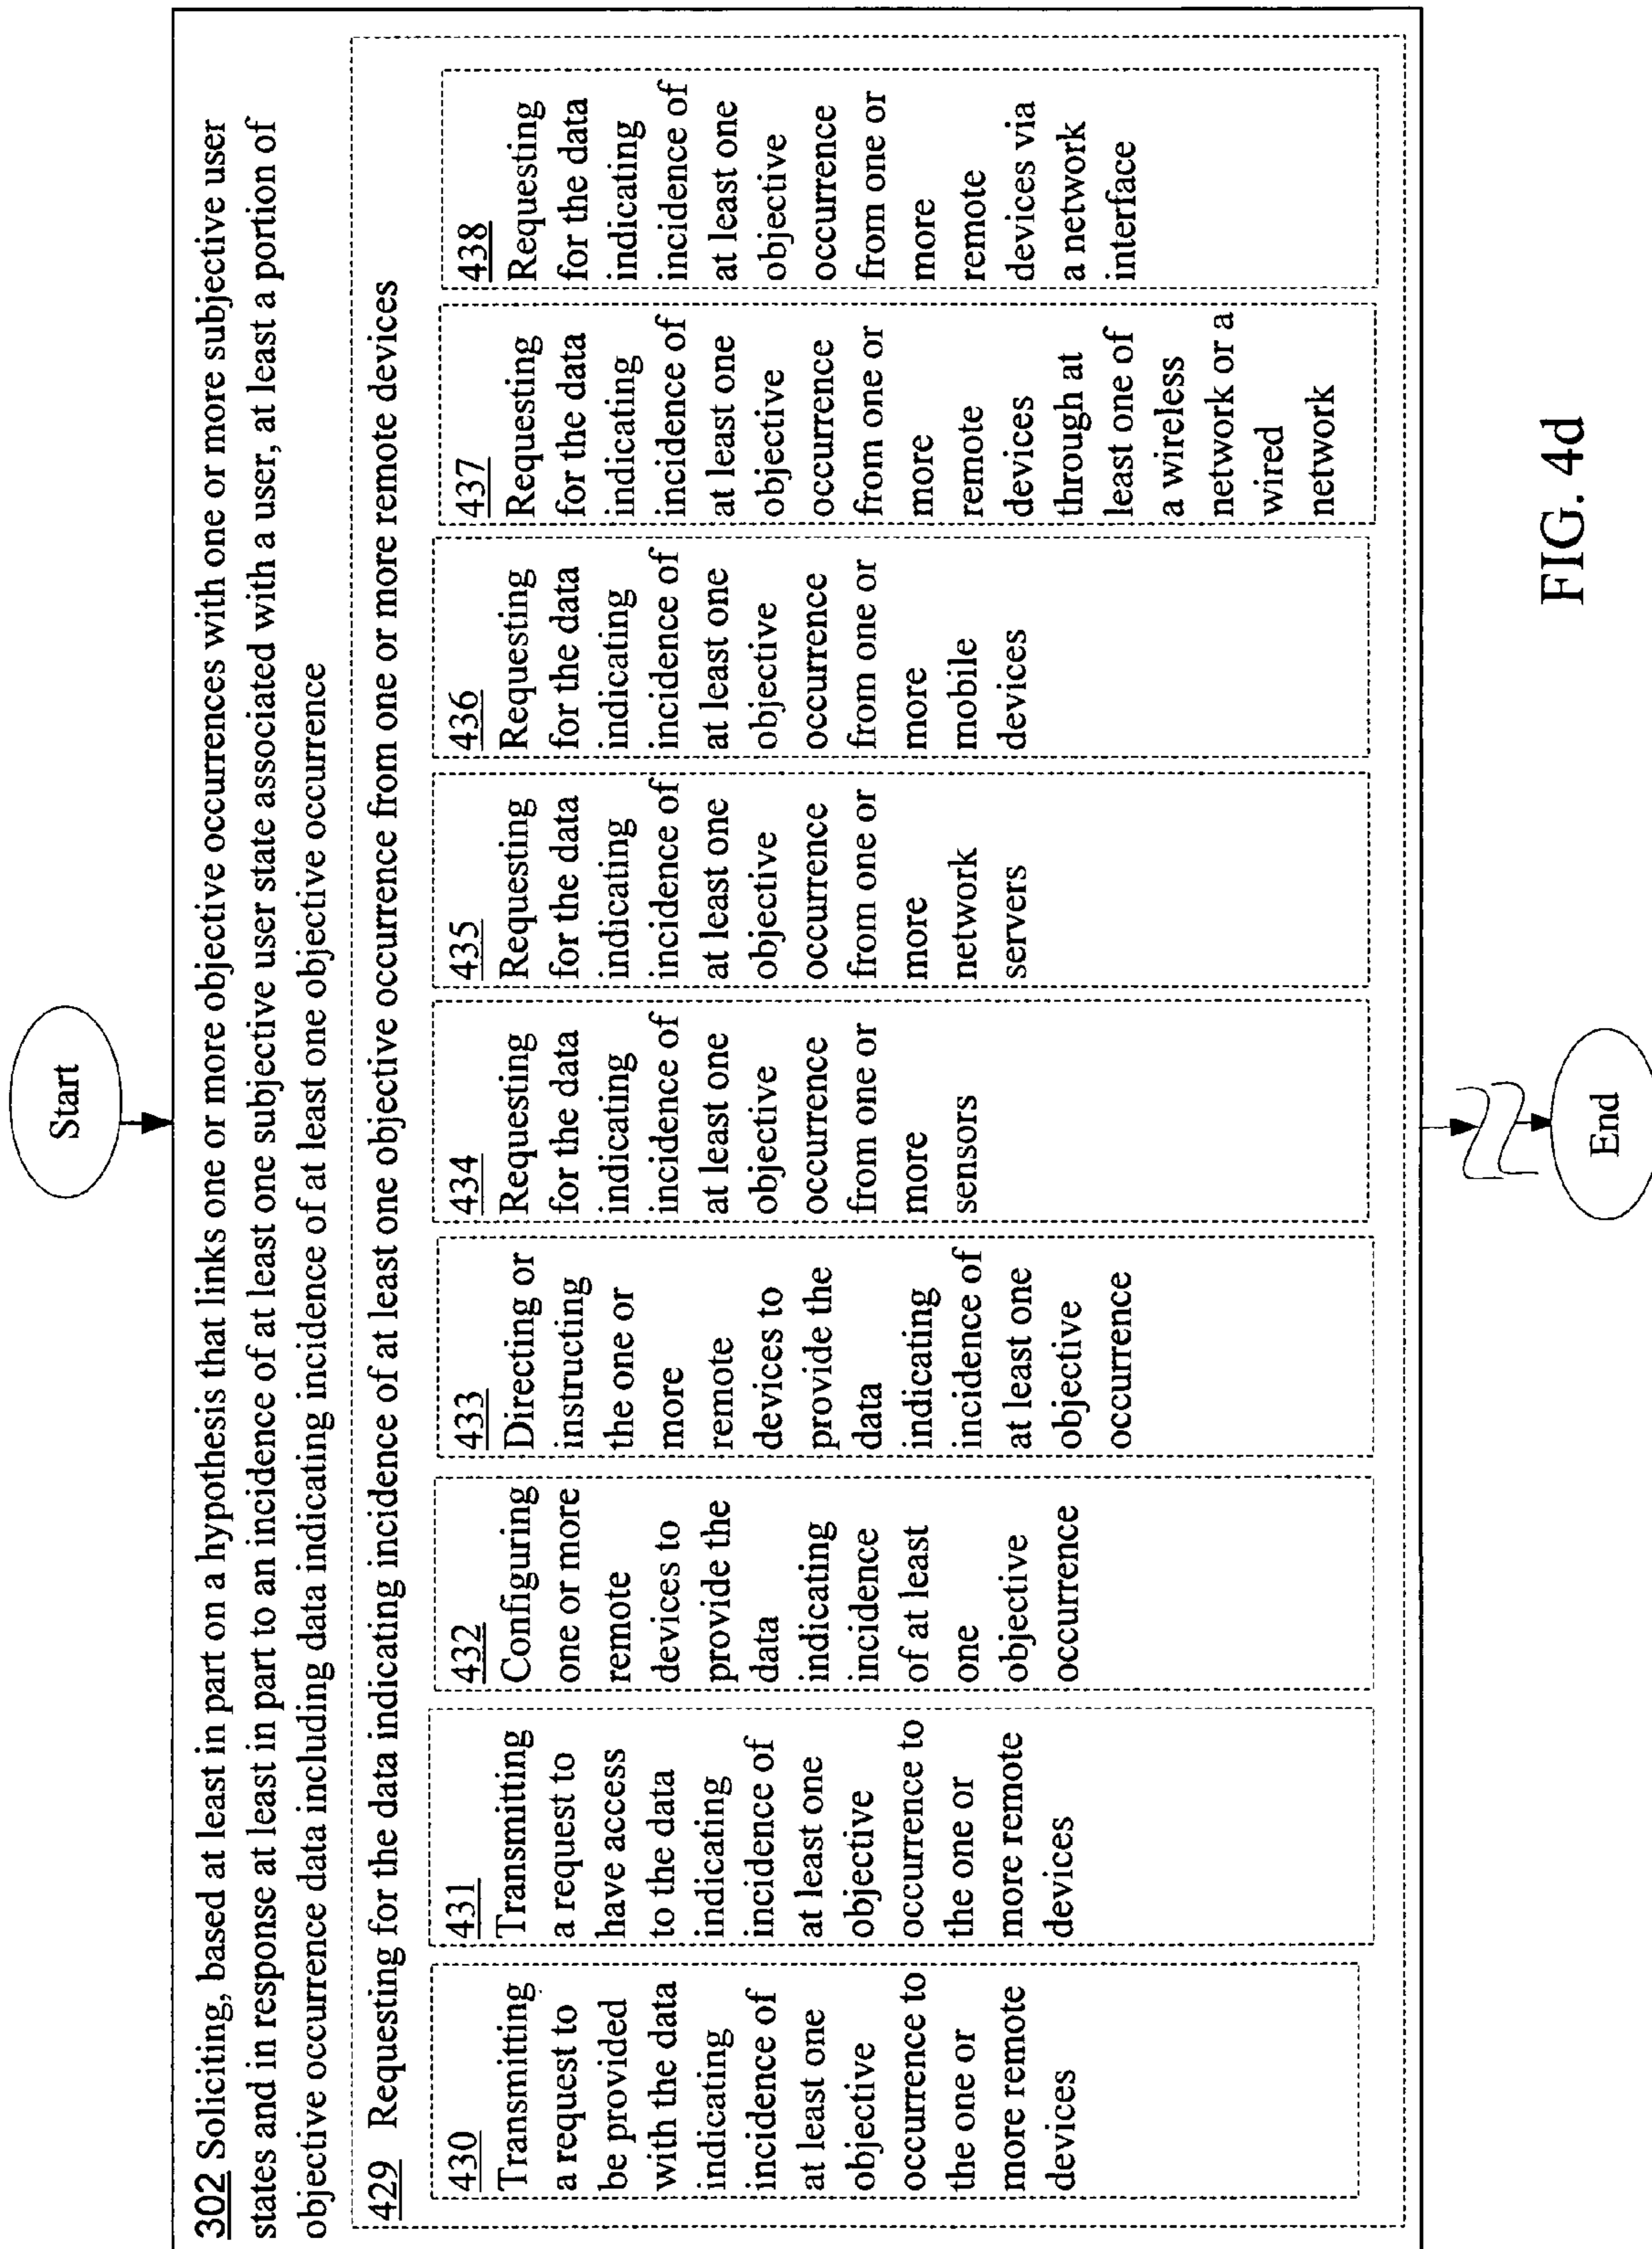 Start
302 Soliciting, based at least in part on a hypothesis that links one or more objective occurrences with one or more subjective user
states and in response at least in part to an incidence of at least one subjective user state associated with a user, at least a portion of
objective occurrence data including data indicating incidence of at least one objective occurrence
429 Requesting for the data indicating incidence of at least one objective occurrence from one or more remote devices
430
Transmitting
a request to
be provided
with the data
indicating
incidence of
at least one
objective
occurrence to
the one or
more remote
devices
431
Transmitting
a request to
have access
to the data
indicating
incidence of
at least one
objective
occurrence to
the one or
more remote
devices
432
Configuring
one or more
remote
devices to
provide the
data
indicating
incidence
of at least
one
objective
occurrence
433
Directing or
instructing
the one or
more
remote
devices to
provide the
data
indicating
incidence of
at least one
objective
occurrence
434
Requesting
for the data
indicating
incidence of
at least one
objective
occurrence
from one or
more
sensors
435
Requesting
for the data
indicating
incidence of
at least one
objective
occurrence
from one or
more
network
servers
436
Requesting
for the data
indicating
incidence of
at least one
objective
occurrence
from one or
more
mobile
devices
437
Requesting
for the data
indicating
incidence of
at least one
objective
occurrence
from one or
more
remote
devices
through at
least one of
a wireless
network or a
wired
network
438
Requesting
for the data
indicating
incidence of
at least one
objective
occurrence
from one or
more
remote
devices via
a network
interface
End
FIG. 4d